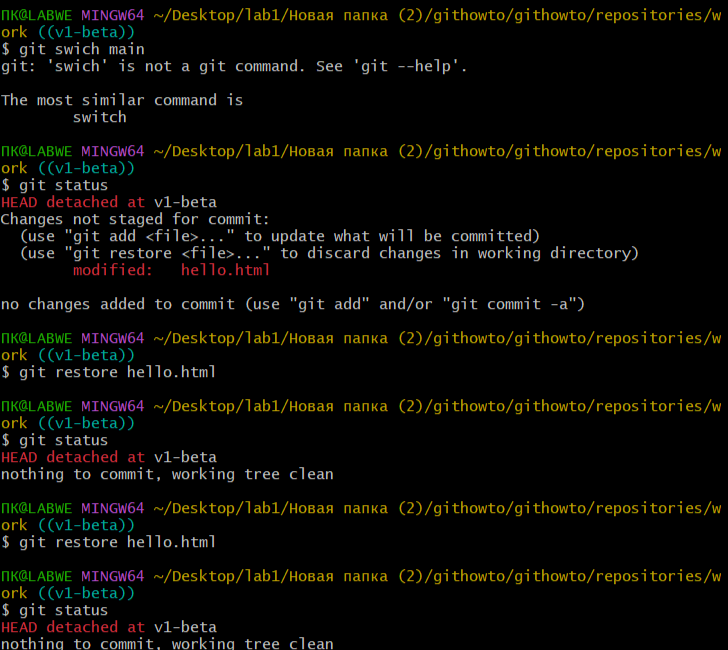 ПК@LABWE MINGW64 ~/Desktop/lab1/Новая папка (2)/githowto/githowto/repositories/w
ork ((v1-beta))
$ git swich main
git: 'swich' is not a git command. See 'git --help'.
The most similar command is
switch
ПК@LABWE MINGW64 ~/Desktop/lab1/Новая папка (2)/githowto/githowto/repositories/w
ork ((v1-beta))
$ git status
HEAD detached at v1-beta
Changes not staged for commit:
(use "git add <file>..." to update what will be committed)
(use "git restore <file>..." to discard changes in working directory)
modified:   hello.html
no changes added to commit (use "git add" and/or "git commit -a")
ПК@LABWE MINGW64 ~/Desktop/lab1/Новая папка (2)/githowto/githowto/repositories/w
ork ((v1-beta))
$ git restore hello.html
ПК@LABWE MINGW64 ~/Desktop/lab1/Новая папка (2)/githowto/githowto/repositories/w
ork ((v1-beta))
$ git status
HEAD detached at v1-beta
nothing to commit, working tree clean
ПК@LABWE MINGW64 ~/Desktop/lab1/Новая папка (2)/githowto/githowto/repositories/w
ork ((v1-beta))
$ git restore hello.html
ПК@LABWE MINGW64 ~/Desktop/lab1/Новая папка (2)/githowto/githowto/repositories/w
ork ((v1-beta))
$ git status
HEAD detached at v1-beta
nothing to commit, working tree clean